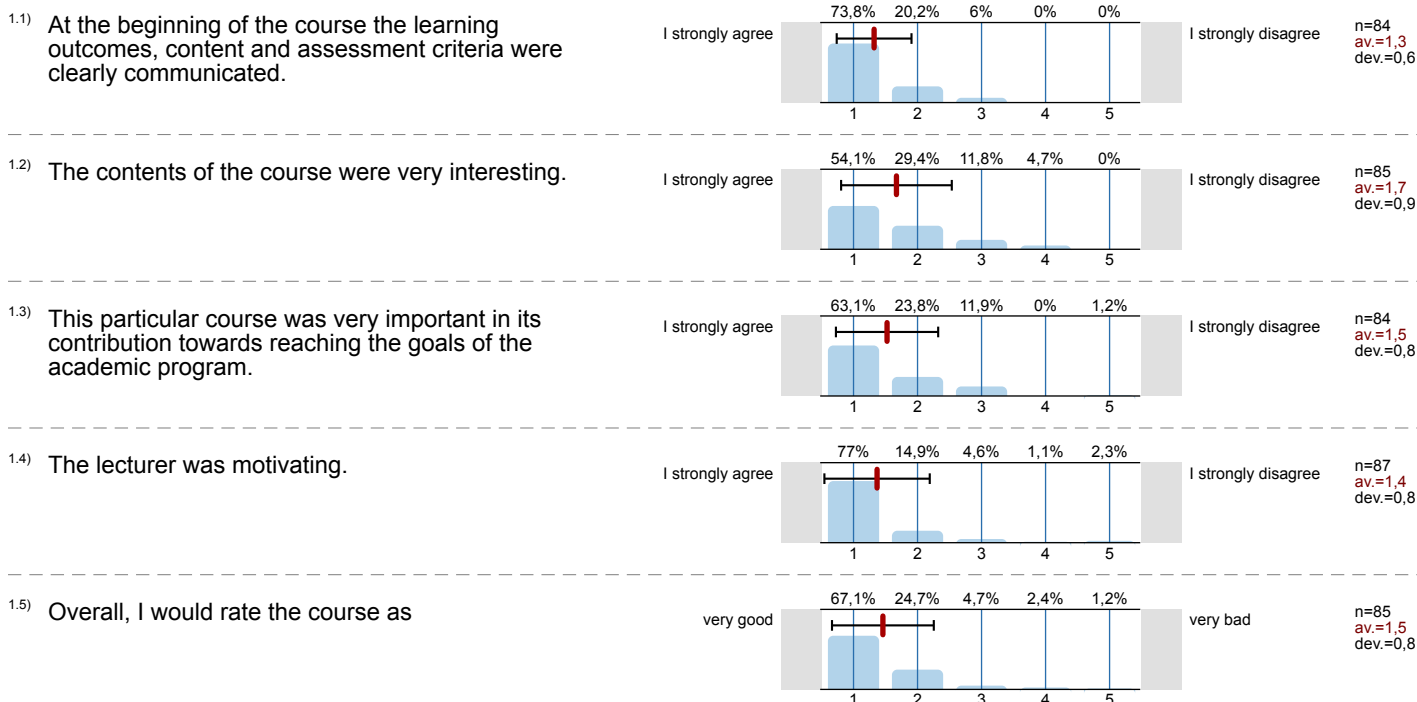 1.1) At the beginning of the course the learning
outcomes, content and assessment criteria were
clearly communicated.
I strongly agree
73,8% 20,2% 6% 0% 0%
1 2 3 4 5
I strongly disagree
n=84
av.=1,3
dev.=0,6
1.2) The contents of the course were very interesting.
I strongly agree
54,1% 29,4% 11,8% 4,7% 0%
1 2 3 4 5
I strongly disagree
n=85
av.=1,7
dev.=0,9
1.3) This particular course was very important in its
contribution towards reaching the goals of the
academic program.
I strongly agree
63,1% 23,8% 11,9% 0% 1,2%
1 2 3 4 5
I strongly disagree
n=84
av.=1,5
dev.=0,8
1.4) The lecturer was motivating.
I strongly agree
77% 14,9% 4,6% 1,1% 2,3%
1 2 3 4 5
I strongly disagree
n=87
av.=1,4
dev.=0,8
1.5) Overall, I would rate the course as
very good
67,1% 24,7% 4,7% 2,4% 1,2%
1 2 3 4 5
very bad
n=85
av.=1,5
dev.=0,8